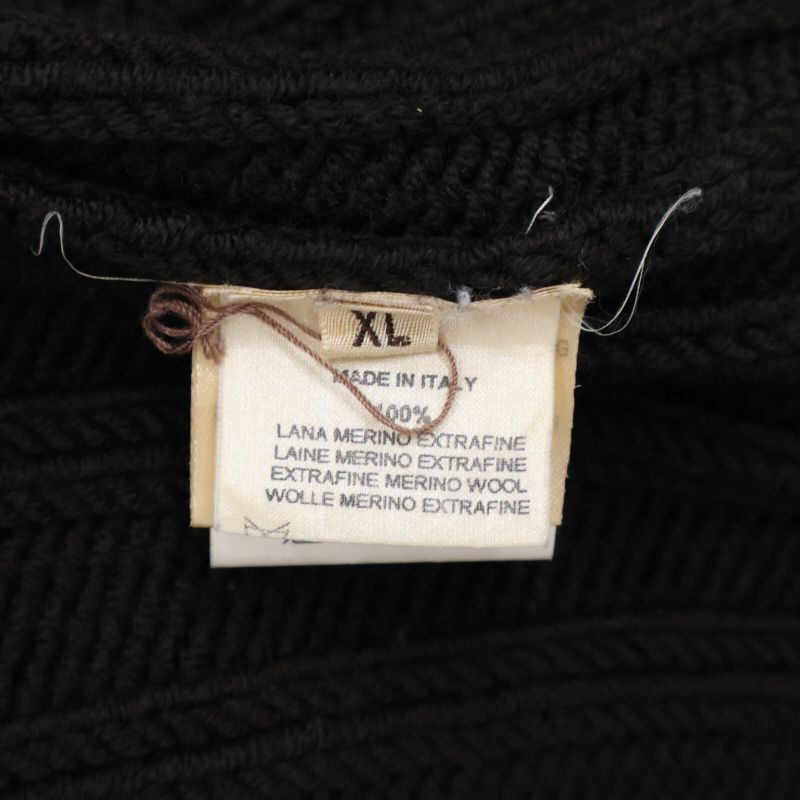 XL
MADE IN ITALY
100%
LANA MERINO EXTRAFINE
LAINE MERINO EXTRAFINE
EXTRAFINE MERINO WOOL
WOLLE MERINO EXTRAFINE